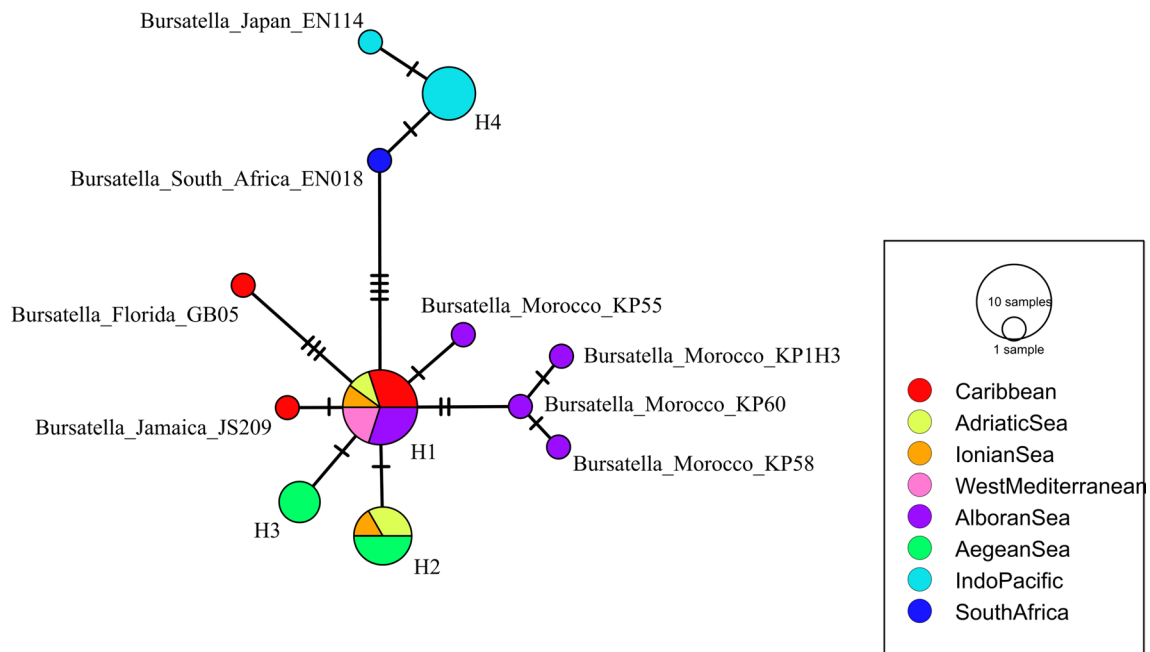 Bursatella_Japan_EN114
H4
Bursatella_South_Africa_EN018
Bursatella_Florida_GB05
Bursatella_Morocco_KP55
Bursatella_Morocco_KP1H3
Bursatella_Morocco_KP60
Bursatella_Jamaica_JS209
H1
Bursatella_Morocco_KP58
H3
H2
10 samples
1 sample
Caribbean
AdriaticSea
IonianSea
WestMediterranean
AlboranSea
AegeanSea
IndoPacific
SouthAfrica